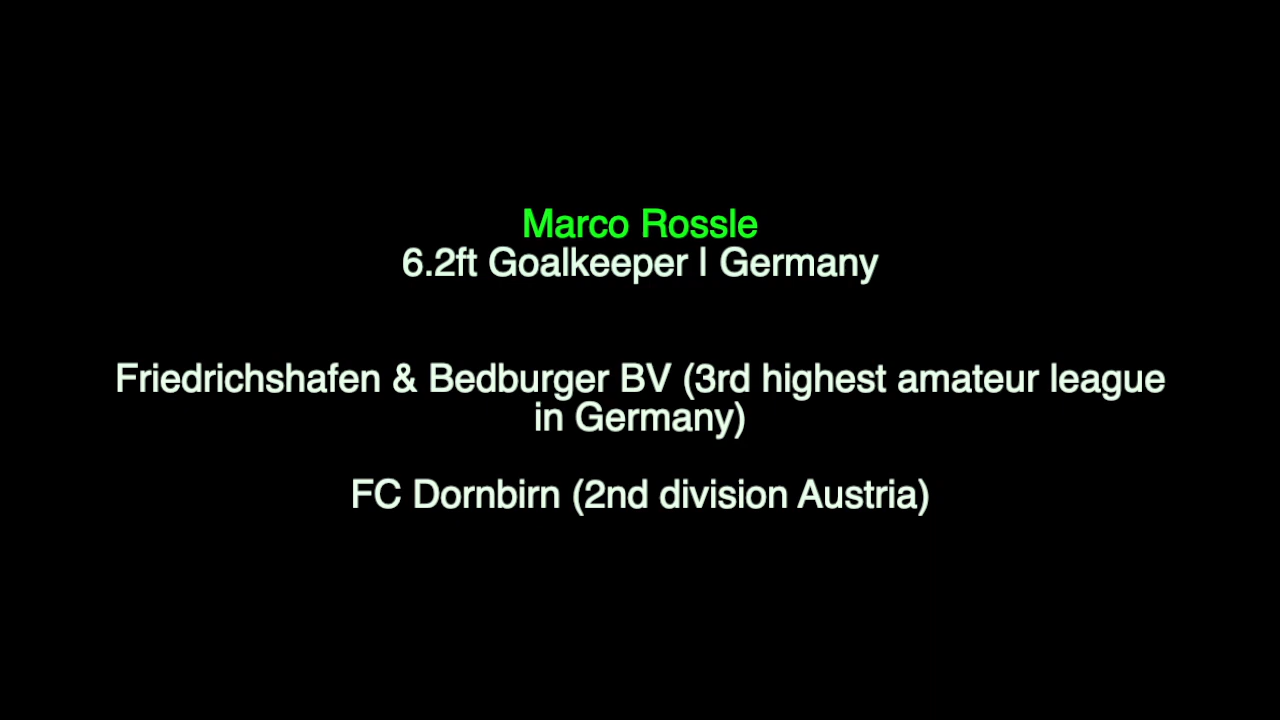 Marco Rossle
6.2ft Goalkeeper | Germany
Friedrichshafen & Bedburger BV (3rd highest amateur league
in Germany)
FC Dornbirn (2nd division Austria)